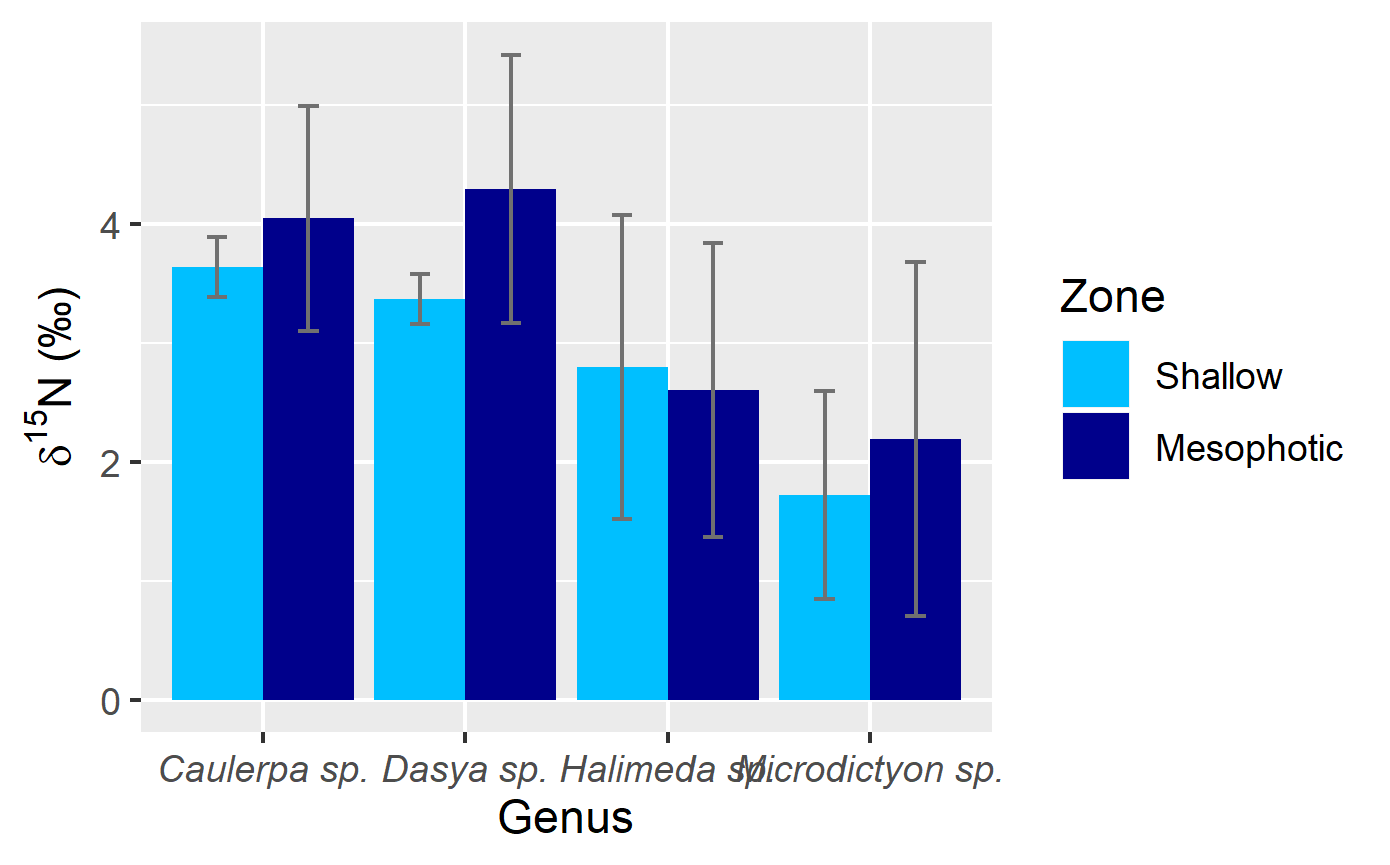 δ¹⁵N (‰)
4
2
0
Caulerpa sp. Dasya sp. Halimeda sp. Microdictyon sp.
Genus
Zone
Shallow
Mesophotic